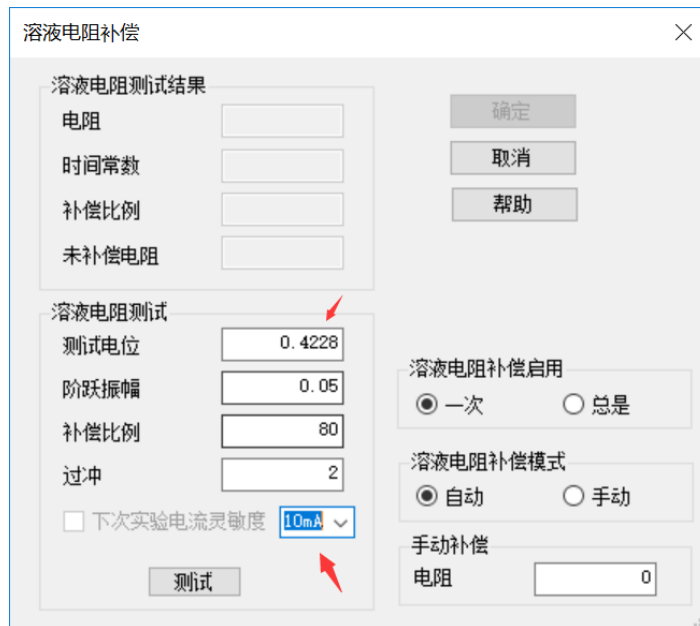 溶液电阻补偿
溶液电阻测试结果
电阻
时间常数
补偿比例
未补偿电阻
确定
取消
帮助
溶液电阻测试
测试电位 0.4228
阶跃振幅 0.05
补偿比例 80
过冲 2
下次实验电流灵敏度 10mA
测试
溶液电阻补偿启用
一次 总是
溶液电阻补偿模式
自动 手动
手动补偿
电阻 0